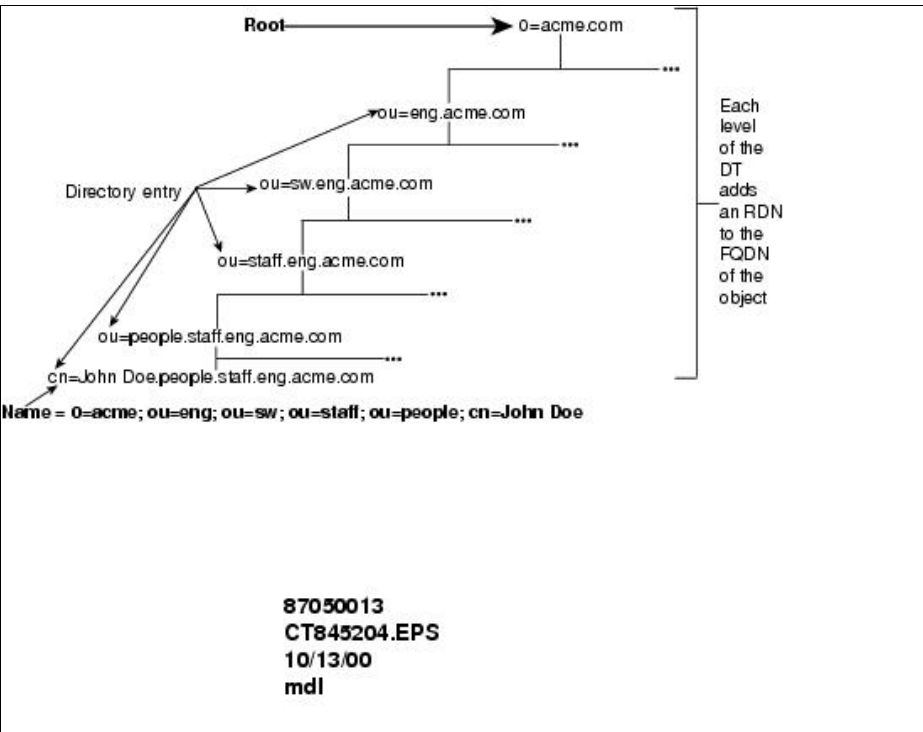 Root
0=acme.com
...
ou=eng.acme.com
...
Directory entry
ou=sw.eng.acme.com
...
ou=staff.eng.acme.com
...
ou=people.staff.eng.acme.com
...
cn=John Doe.people.staff.eng.acme.com
Name = 0=acme; ou=eng; ou=sw; ou=staff; ou=people; cn=John Doe
Each
level
of the
DT
adds
an RDN
to the
FQDN
of the
object
87050013
CT845204.EPS
10/13/00
mdl